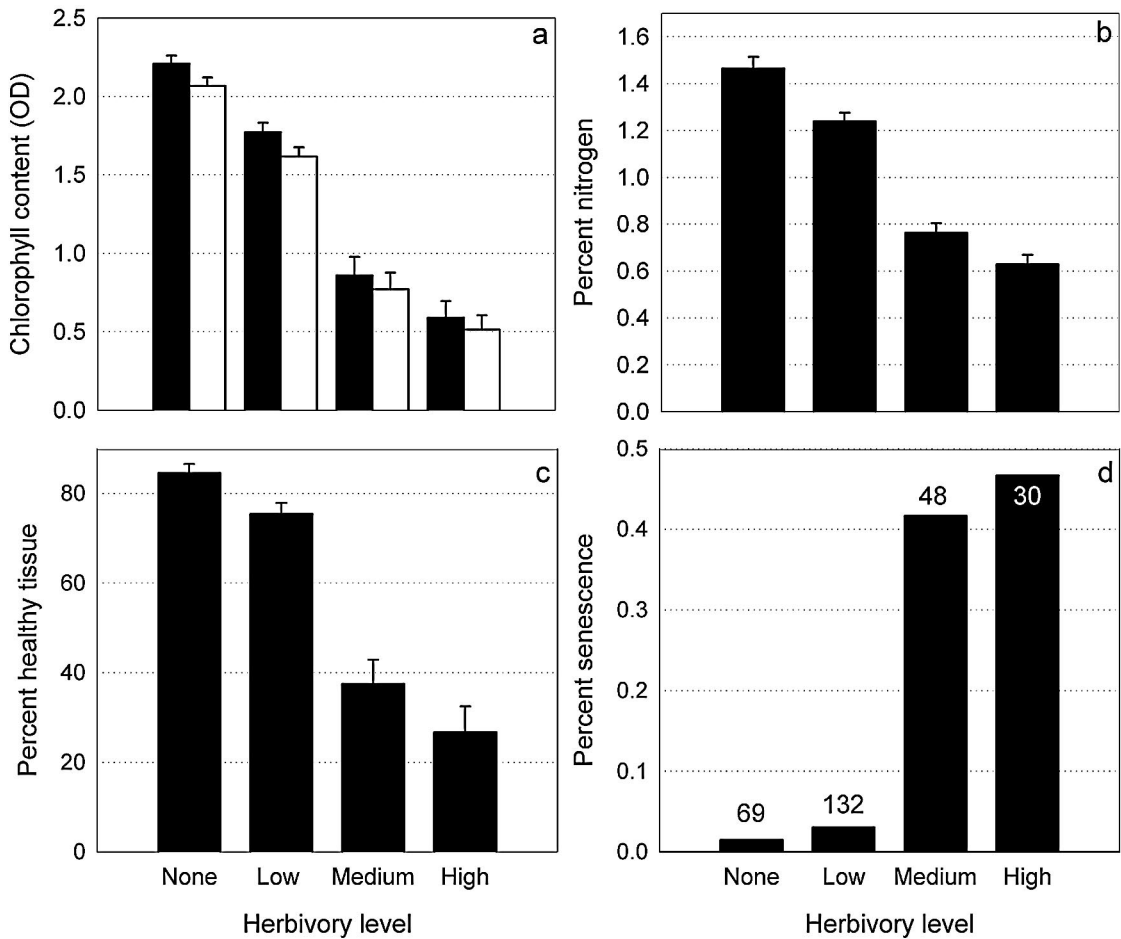 a
2.5
2.0
1.5
1.0
0.5
0.0
Chlorophyll content (OD)
b
1.6
1.4
1.2
1.0
0.8
0.6
0.4
0.2
0.0
Percent nitrogen
c
80
60
40
20
0
Percent healthy tissue
None Low Medium High
Herbivory level
d
0.5
0.4
0.3
0.2
0.1
0.0
Percent senescence
69 132 48 30
None Low Medium High
Herbivory level